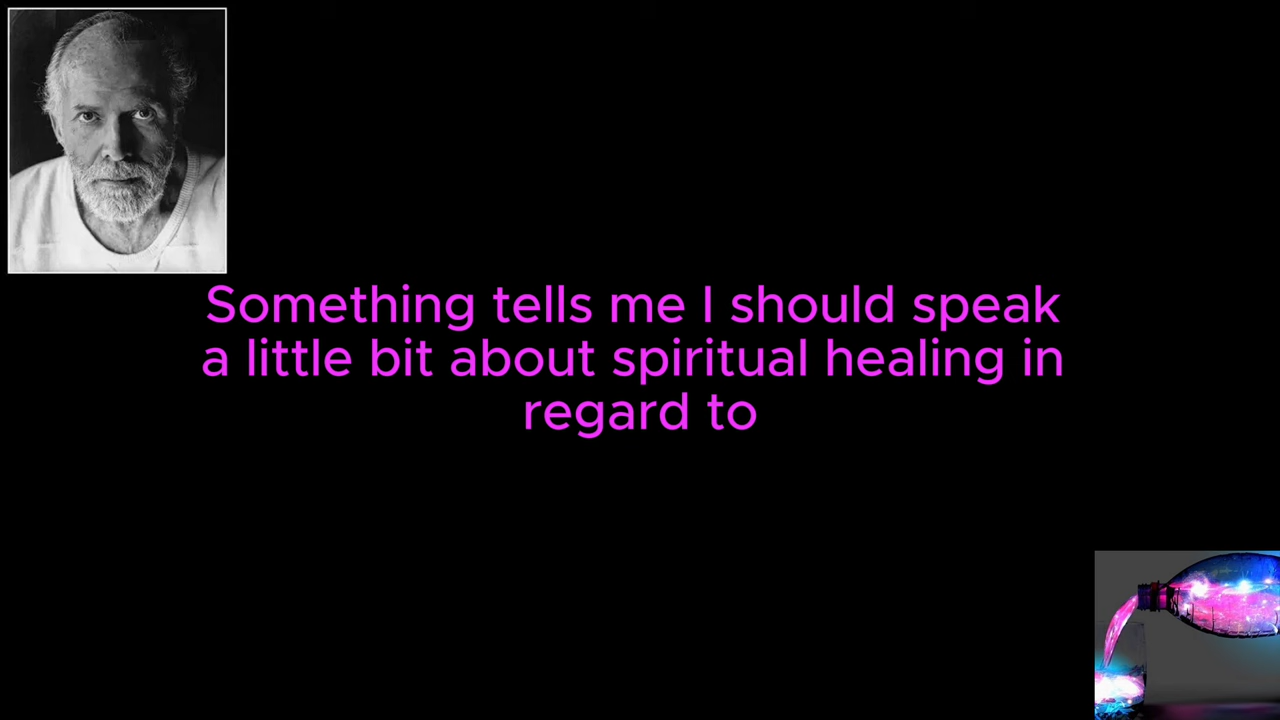 Something tells me I should speak
a little bit about spiritual healing in
regard to